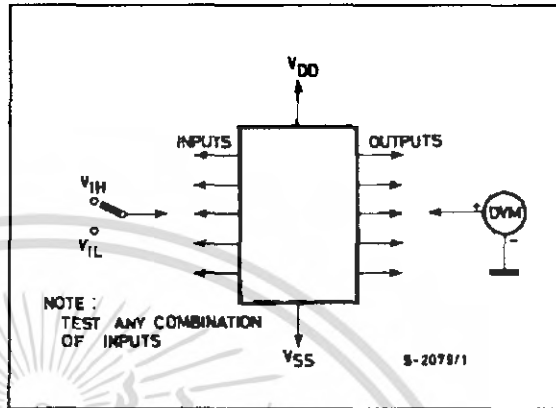 VDD
INPUTS
OUTPUTS
VIH
VIL
+
DVM
-
NOTE :
TEST ANY COMBINATION
OF INPUTS
VSS
S-2079/1